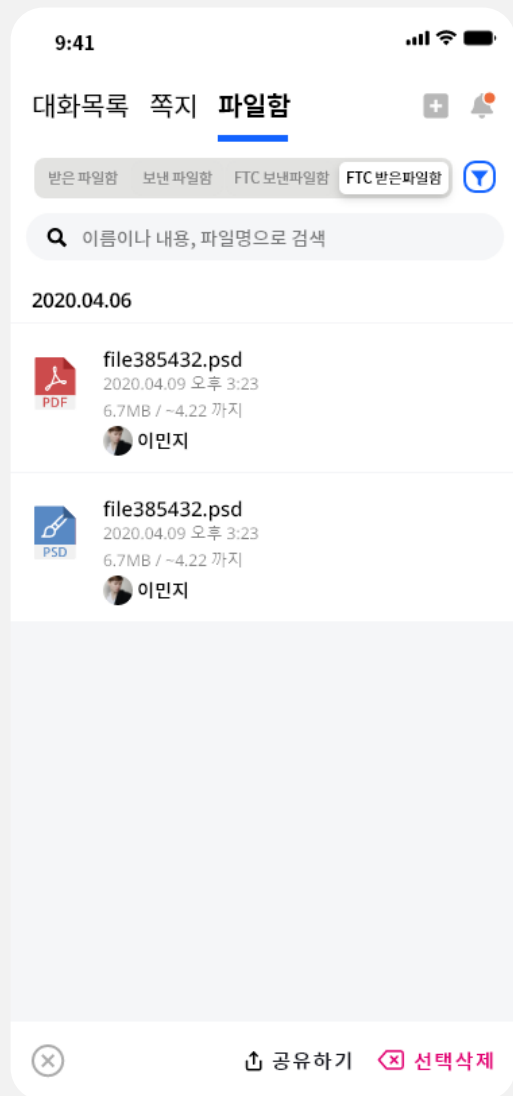 9:41
대화목록 쪽지 파일함
받은 파일함 보낸 파일함 FTC 보낸파일함 FTC 받은파일함
이름이나 내용, 파일명으로 검색
2020.04.06
file385432.psd
2020.04.09 오후 3:23
PDF
6.7MB / ~4.22 까지
이민지
file385432.psd
2020.04.09 오후 3:23
PSD
6.7MB / ~4.22 까지
이민지
공유하기 선택삭제